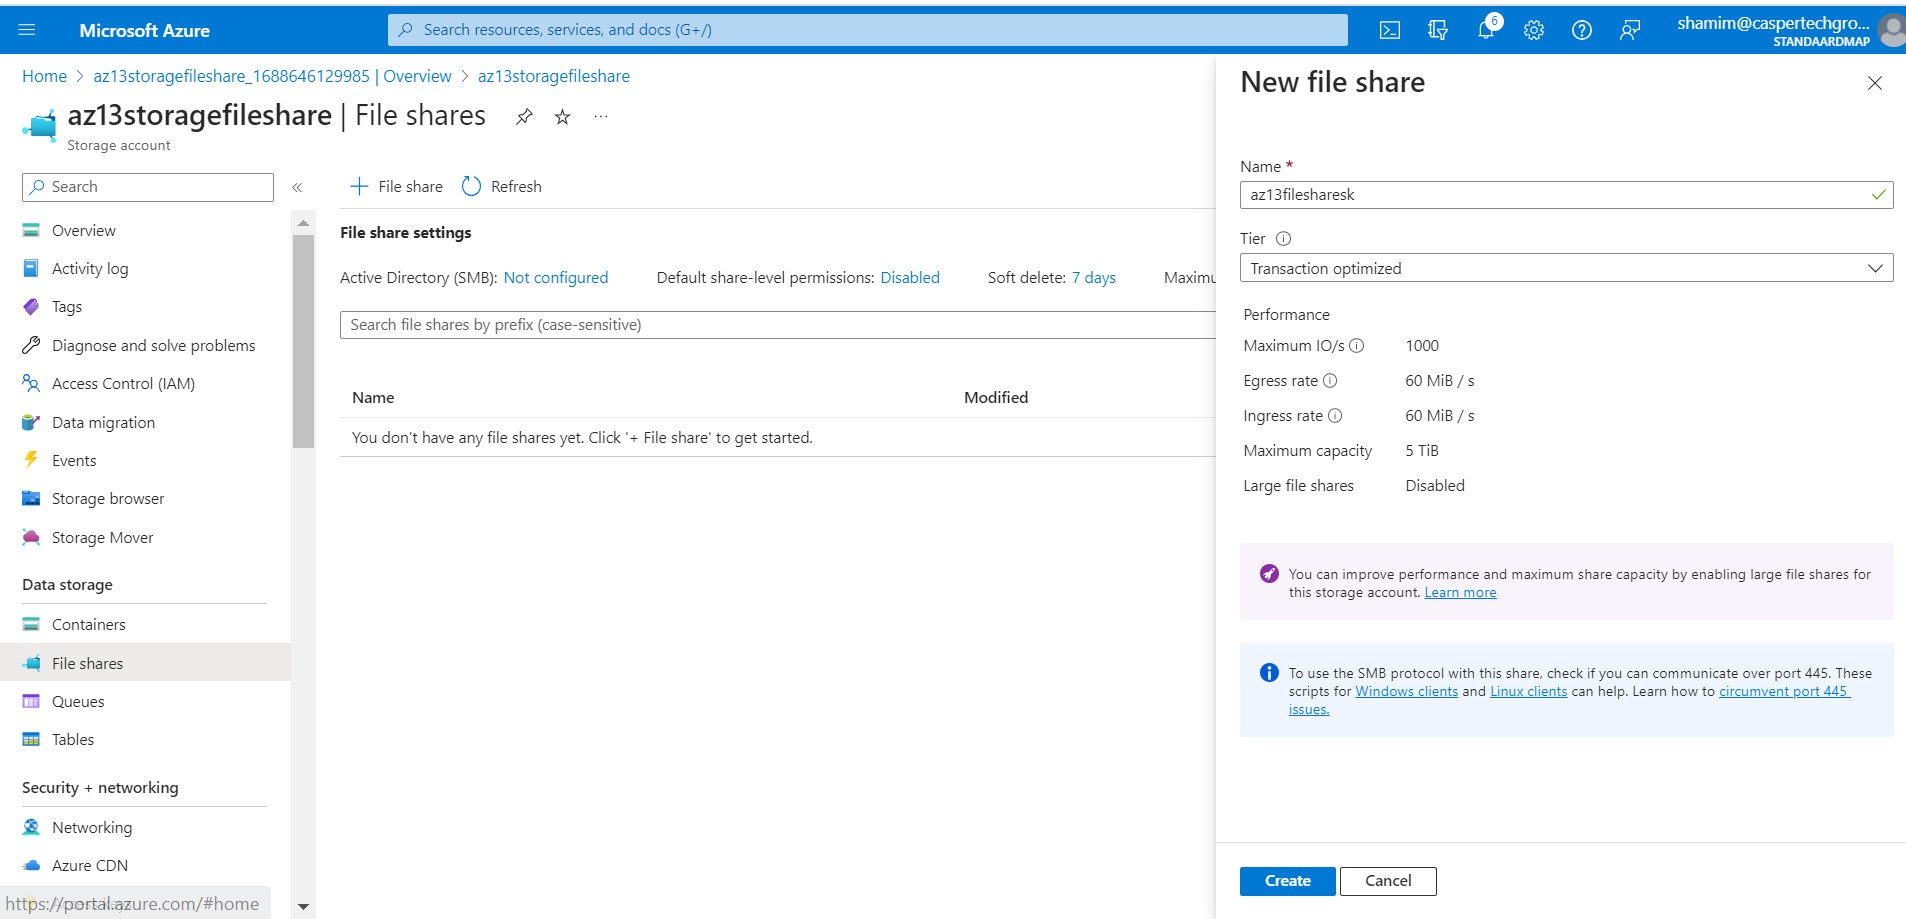 Microsoft Azure
Search resources, services, and docs (G+/)
6
shamim@caspertechgro...
STANDAARDMAP
Home > az13storagefileshare_1688646129985 | Overview > az13storagefileshare
az13storagefileshare | File shares
Storage account
Search
Overview
Activity log
Tags
Diagnose and solve problems
Access Control (IAM)
Data migration
Events
Storage browser
Storage Mover
Data storage
Containers
File shares
Queues
Tables
Security + networking
Networking
Azure CDN
https://portal.azure.com/#home
File share
Refresh
File share settings
Active Directory (SMB): Not configured
Default share-level permissions: Disabled
Soft delete: 7 days
Maximu
Search file shares by prefix (case-sensitive)
Name Modified
You don't have any file shares yet. Click '+ File share' to get started.
New file share
Name *
az13filesharesk
Tier
Transaction optimized
Performance
Maximum IO/s 1000
Egress rate 60 MiB / s
Ingress rate 60 MiB / s
Maximum capacity 5 TiB
Large file shares Disabled
You can improve performance and maximum share capacity by enabling large file shares for
this storage account. Learn more
To use the SMB protocol with this share, check if you can communicate over port 445. These
scripts for Windows clients and Linux clients can help. Learn how to circumvent port 445
issues.
Create
Cancel